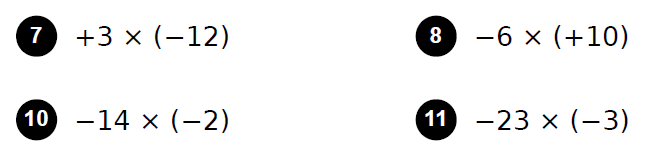 7 +3 × (−12)
8 −6 × (+10)
10 −14 × (−2)
11 −23 × (−3)